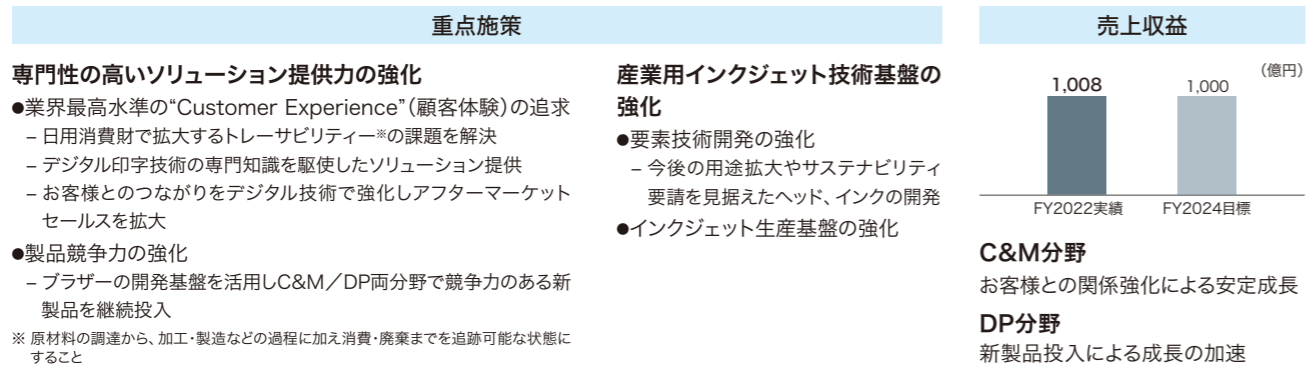 重点施策
専門性の高いソリューション提供力の強化
●業界最高水準の“Customer Experience”（顧客体験）の追求
– 日用消費財で拡大するトレーサビリティー※の課題を解決
– デジタル印字技術の専門知識を駆使したソリューション提供
– お客様とのつながりをデジタル技術で強化しアフターマーケット
セールスを拡大
●製品競争力の強化
– ブラザーの開発基盤を活用しC&M／DP両分野で競争力のある新
製品を継続投入
※ 原材料の調達から、加工・製造などの過程に加え消費・廃棄までを追跡可能な状態に
すること
産業用インクジェット技術基盤の
強化
●要素技術開発の強化
– 今後の用途拡大やサステナビリティ
要請を見据えたヘッド、インクの開発
●インクジェット生産基盤の強化
売上収益
（億円）
1,008
1,000
FY2022実績
FY2024目標
C&M分野
お客様との関係強化による安定成長
DP分野
新製品投入による成長の加速